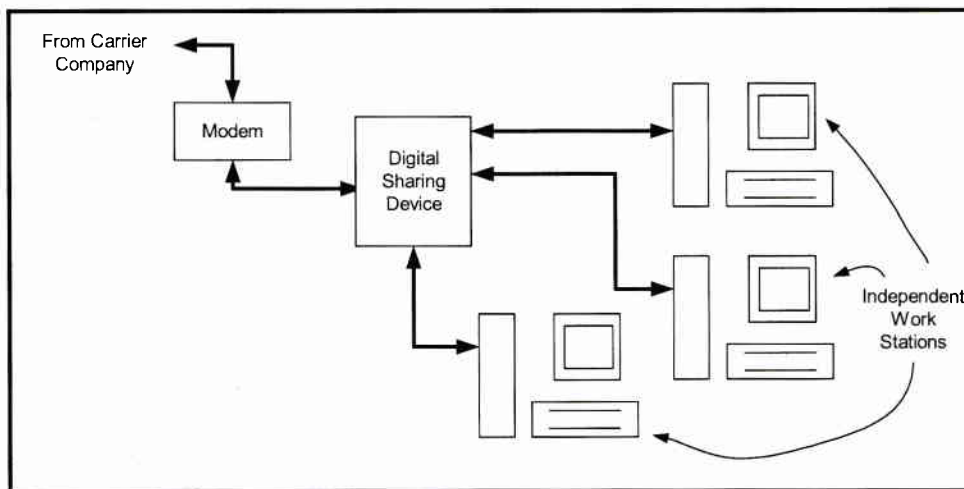 From Carrier
Company
Modem
Digital
Sharing
Device
Independent
Work
Stations